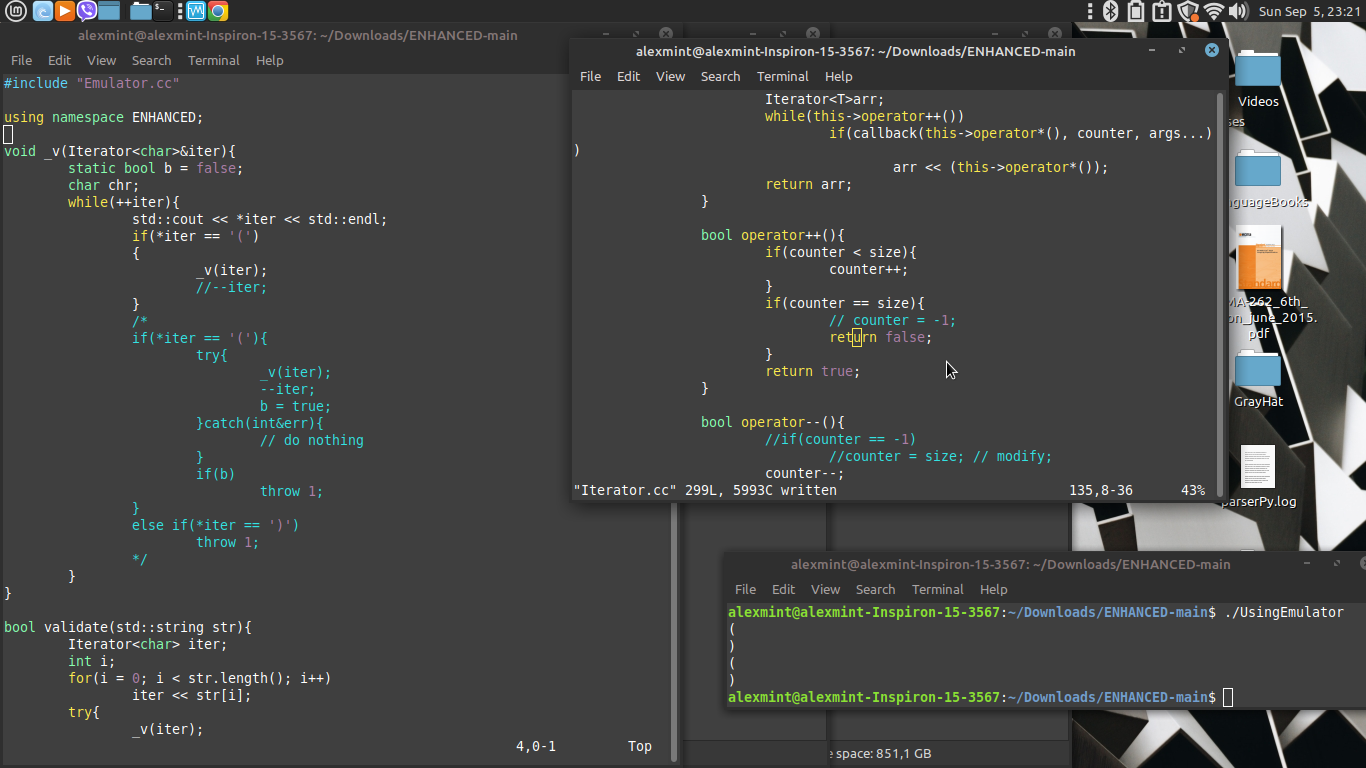 Sun Sep 5, 23:21
alexmint@alexmint-Inspiron-15-3567: ~/Downloads/ENHANCED-main
File Edit View Search Terminal Help
#include "Emulator.cc"
using namespace ENHANCED;
void _v(Iterator<char>&iter){
static bool b = false;
char chr;
while(++iter){
std::cout << *iter << std::endl;
if(*iter == '(')
{
_v(iter);
//--iter;
}
/*
if(*iter == '('){
try{
_v(iter);
--iter;
b = true;
}catch(int&err){
// do nothing
}
if(b)
throw 1;
}
else if(*iter == ')')
throw 1;
*/
}
}
bool validate(std::string str){
Iterator<char> iter;
int i;
for(i = 0; i < str.length(); i++)
iter << str[i];
try{
_v(iter);
4,0-1 Top
alexmint@alexmint-Inspiron-15-3567: ~/Downloads/ENHANCED-main
File Edit View Search Terminal Help
Iterator<T>arr;
while(this->operator++())
if(callback(this->operator*(), counter, args...)
)
arr << (this->operator*());
return arr;
}
bool operator++(){
if(counter < size){
counter++;
}
if(counter == size){
// counter = -1;
return false;
}
return true;
}
bool operator--(){
//if(counter == -1)
//counter = size; // modify;
counter--;
"Iterator.cc" 299L, 5993C written 135,8-36 43%
alexmint@alexmint-Inspiron-15-3567: ~/Downloads/ENHANCED-main
File Edit View Search Terminal Help
alexmint@alexmint-Inspiron-15-3567:~/Downloads/ENHANCED-main$ ./UsingEmulator
(
)
(
)
alexmint@alexmint-Inspiron-15-3567:~/Downloads/ENHANCED-main$
e space: 851,1 GB
Videos
ses
nguageBooks
MA-262_6th_
on_june_2015.
pdf
GrayHat
parserPy.log